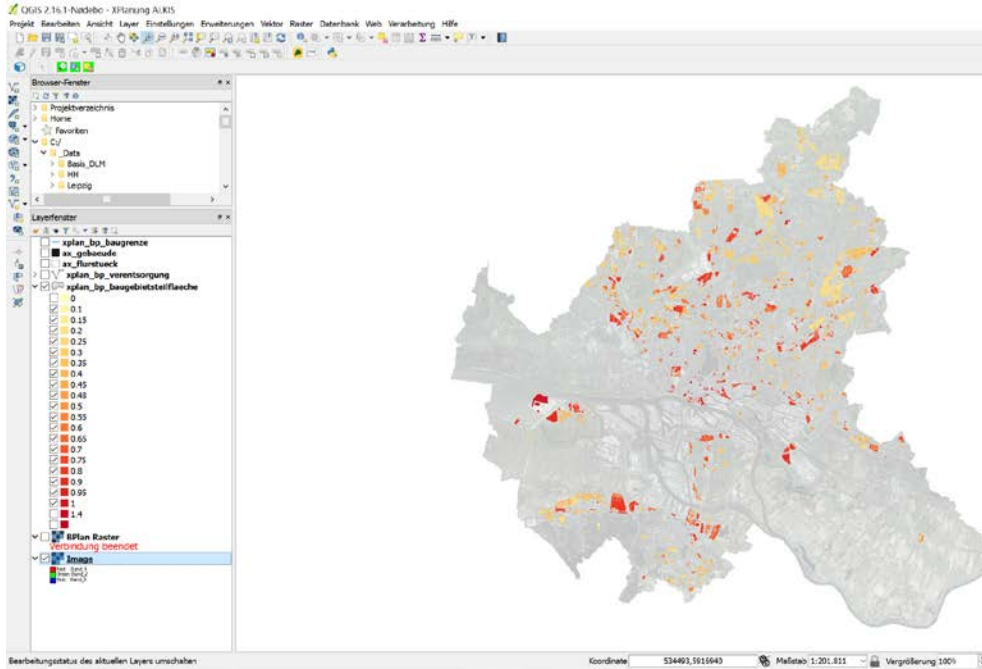 QGIS 2.16.1-Nødebo - XPlanung ALKIS
Projekt Bearbeiten Ansicht Layer Einstellungen Erweiterungen Vektor Raster Datenbank Web Verarbeitung Hilfe
Browser-Fenster
Projektverzeichnis
Home
Favoriten
C:/
_Data
Basis_DLM
HH
Leipzig
Layerfenster
xplan_bp_baugrenze
ax_gebaeude
ax_flurstueck
xplan_bp_verentsorgung
xplan_bp_baugebietsteilflaeche
0
0.1
0.15
0.2
0.25
0.3
0.35
0.4
0.45
0.48
0.5
0.55
0.6
0.65
0.7
0.75
0.8
0.9
0.95
1
1.4
BPlan Raster
Verbindung beendet
Image
Bearbeitungsstatus des aktuellen Layers umschalten
Koordinate 534493,5916940 Maßstab 1:201.811 Vergrößerung 100%